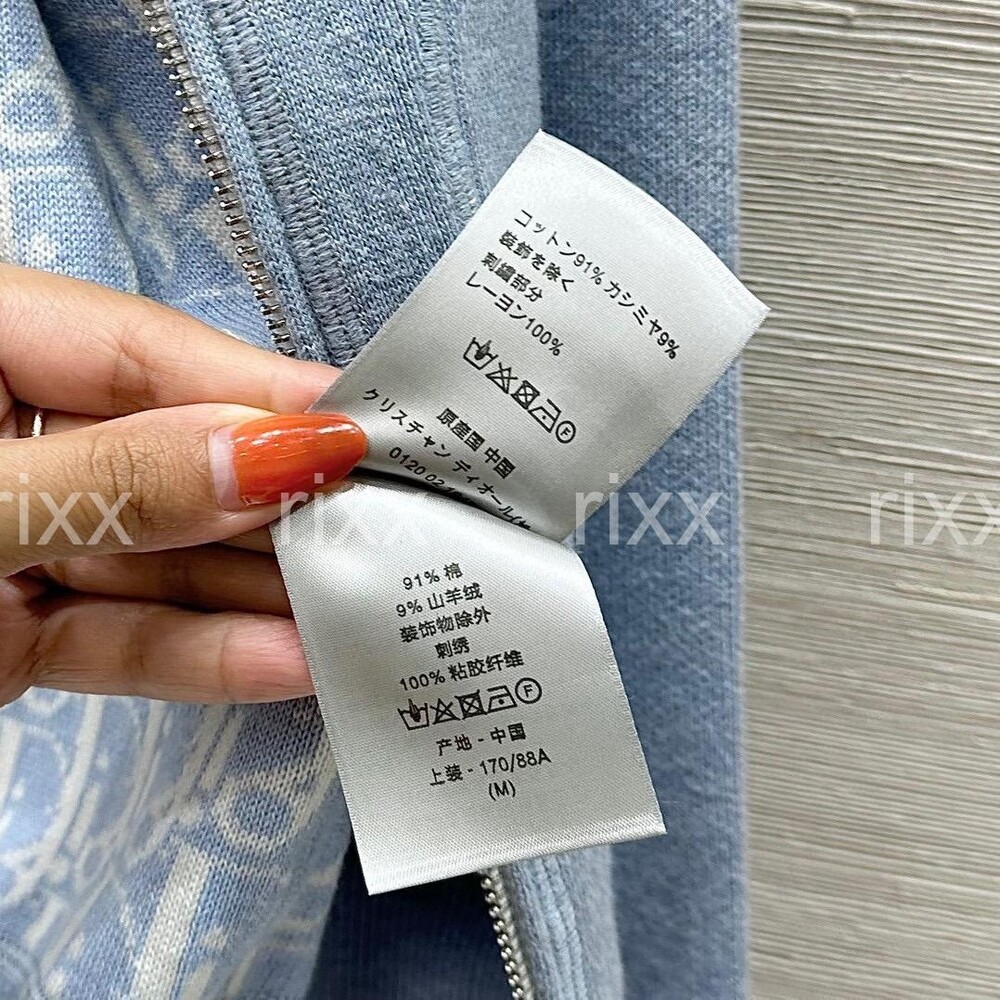 コットン91% カシミヤ9%
装飾を除く
刺繍部分
レーヨン100%
F
原産国 中国
クリスチャン ディオール
0120 02
rixx rixx rixx rixx
91% 棉
9% 山羊绒
装饰物除外
刺绣
100% 粘胶纤维
F
产地 - 中国
上装 - 170/88A
(M)